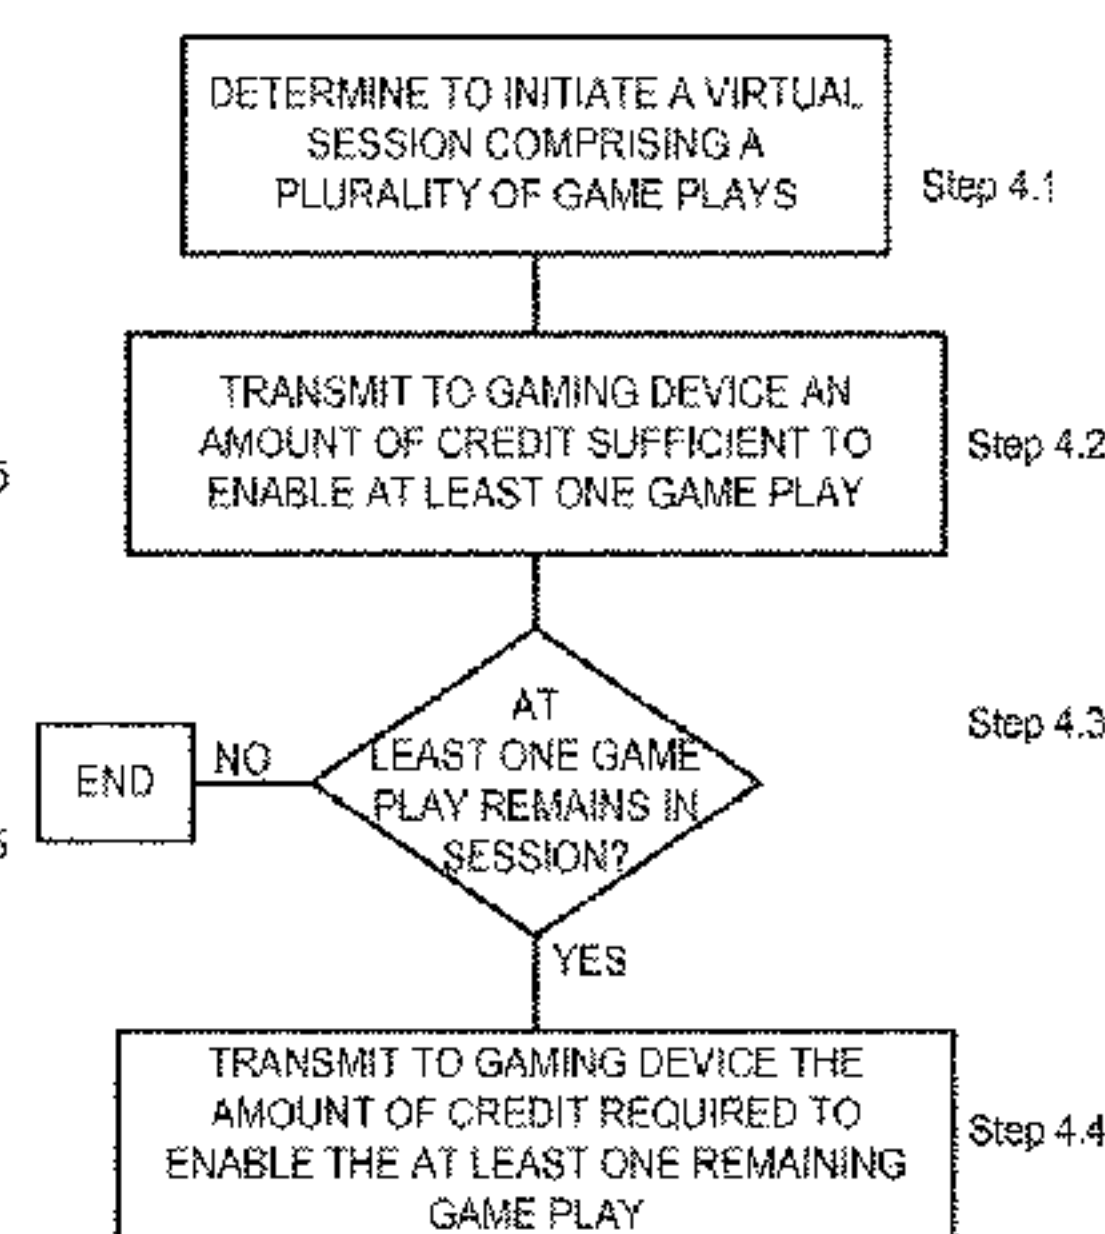 DETERMINE TO INITIATE A VIRTUAL
SESSION COMPRISING A
PLURALITY OF GAME PLAYS
Step 4.1
TRANSMIT TO GAMING DEVICE AN
AMOUNT OF CREDIT SUFFICIENT TO
ENABLE AT LEAST ONE GAME PLAY
Step 4.2
AT
LEAST ONE GAME
PLAY REMAINS IN
SESSION?
Step 4.3
NO
END
YES
TRANSMIT TO GAMING DEVICE THE
AMOUNT OF CREDIT REQUIRED TO
ENABLE THE AT LEAST ONE REMAINING
GAME PLAY
Step 4.4